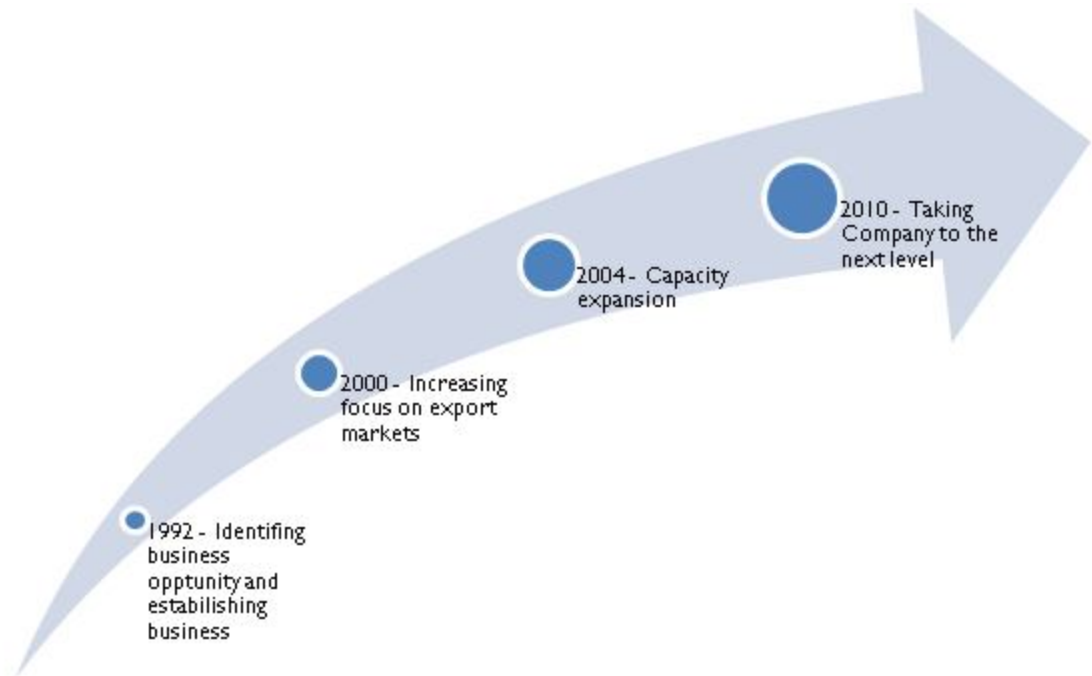 2010 - Taking
Company to the
next level
2004 - Capacity
expansion
2000 - Increasing
focus on export
markets
1992 - Identifing
business
opptunity and
estabilishing
business